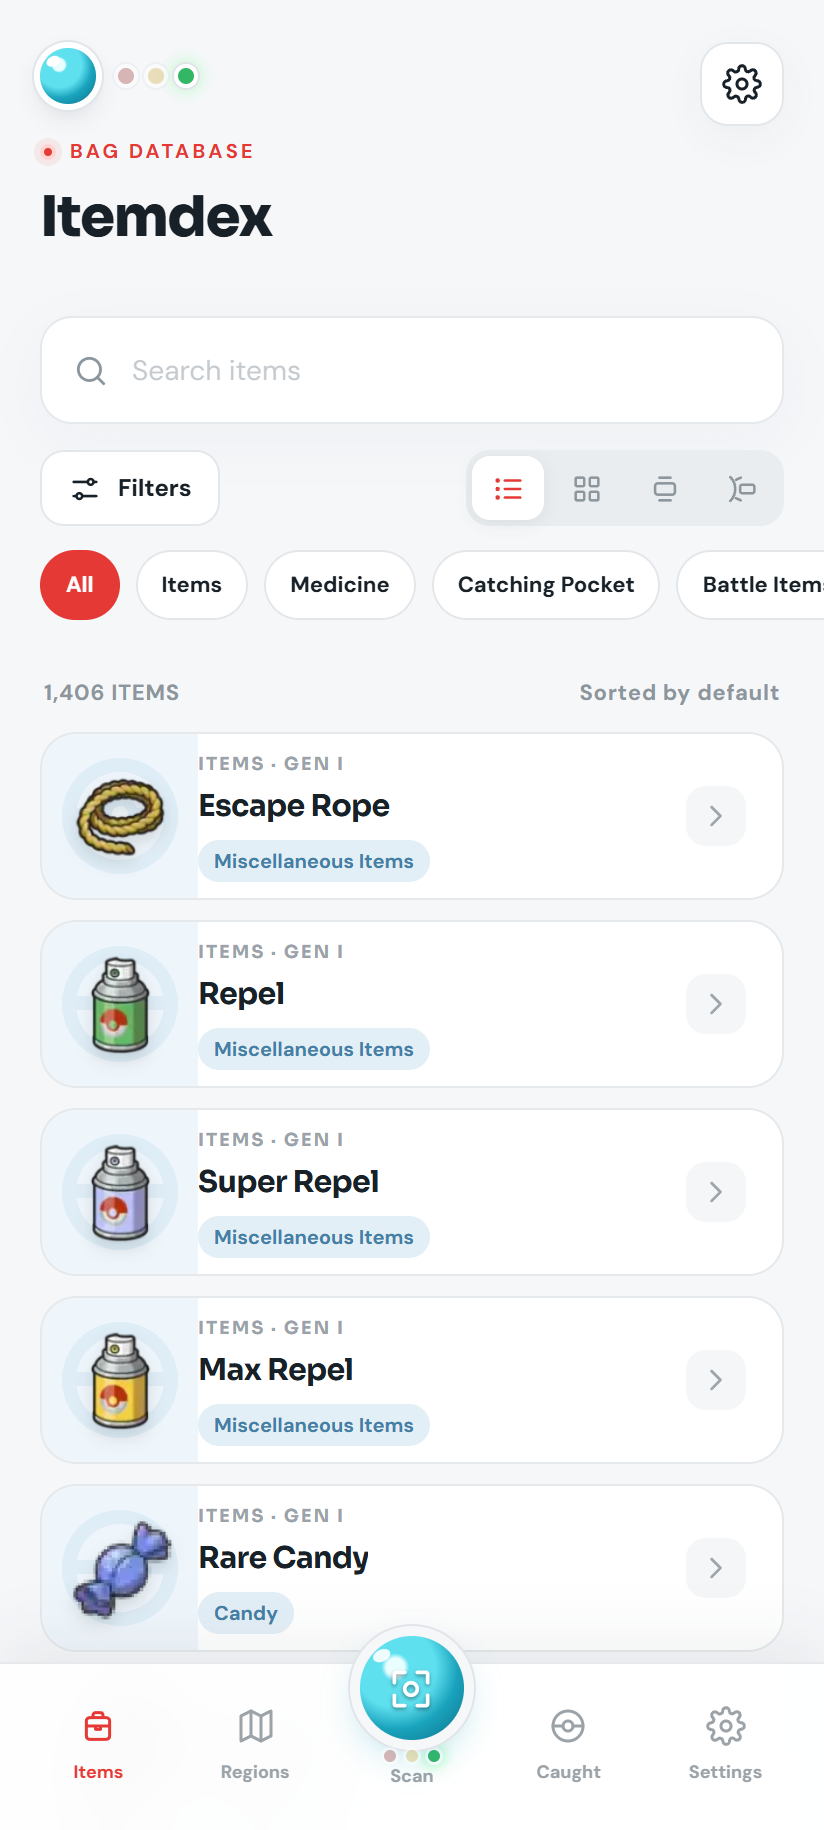 BAG DATABASE
Itemdex
Search items
Filters
All
Items
Medicine
Catching Pocket
Battle Items
1,406 ITEMS
Sorted by default
ITEMS · GEN I
Escape Rope
Miscellaneous Items
ITEMS · GEN I
Repel
Miscellaneous Items
ITEMS · GEN I
Super Repel
Miscellaneous Items
ITEMS · GEN I
Max Repel
Miscellaneous Items
ITEMS · GEN I
Rare Candy
Candy
Items
Regions
Scan
Caught
Settings